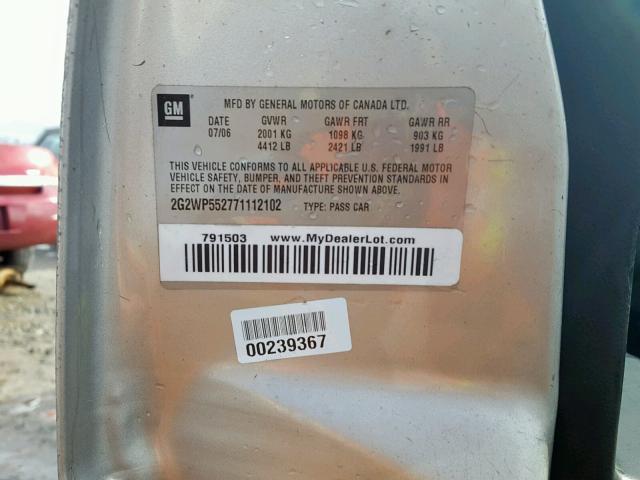 GM
MFD BY GENERAL MOTORS OF CANADA LTD.
DATE GVWR GAWR FRT GAWR RR
07/06 2001 KG 1098 KG 903 KG
4412 LB 2421 LB 1991 LB
THIS VEHICLE CONFORMS TO ALL APPLICABLE U.S. FEDERAL MOTOR
VEHICLE SAFETY, BUMPER, AND THEFT PREVENTION STANDARDS IN
EFFECT ON THE DATE OF MANUFACTURE SHOWN ABOVE.
2G2WP552771112102 TYPE: PASS CAR
791503 www.MyDealerLot.com
00239367